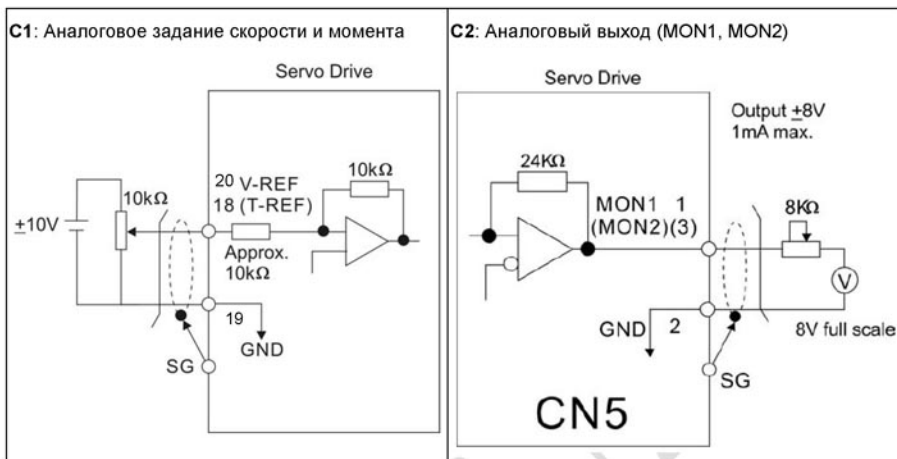 C1: Аналоговое задание скорости и момента
Servo Drive
±10V
10kΩ
20 V-REF
18 (T-REF)
10kΩ
Approx.
10kΩ
19
GND
SG
C2: Аналоговый выход (MON1, MON2)
Servo Drive
Output ±8V
1mA max.
24KΩ
MON1 1
(MON2)(3)
8KΩ
V
GND 2
8V full scale
SG
CN5